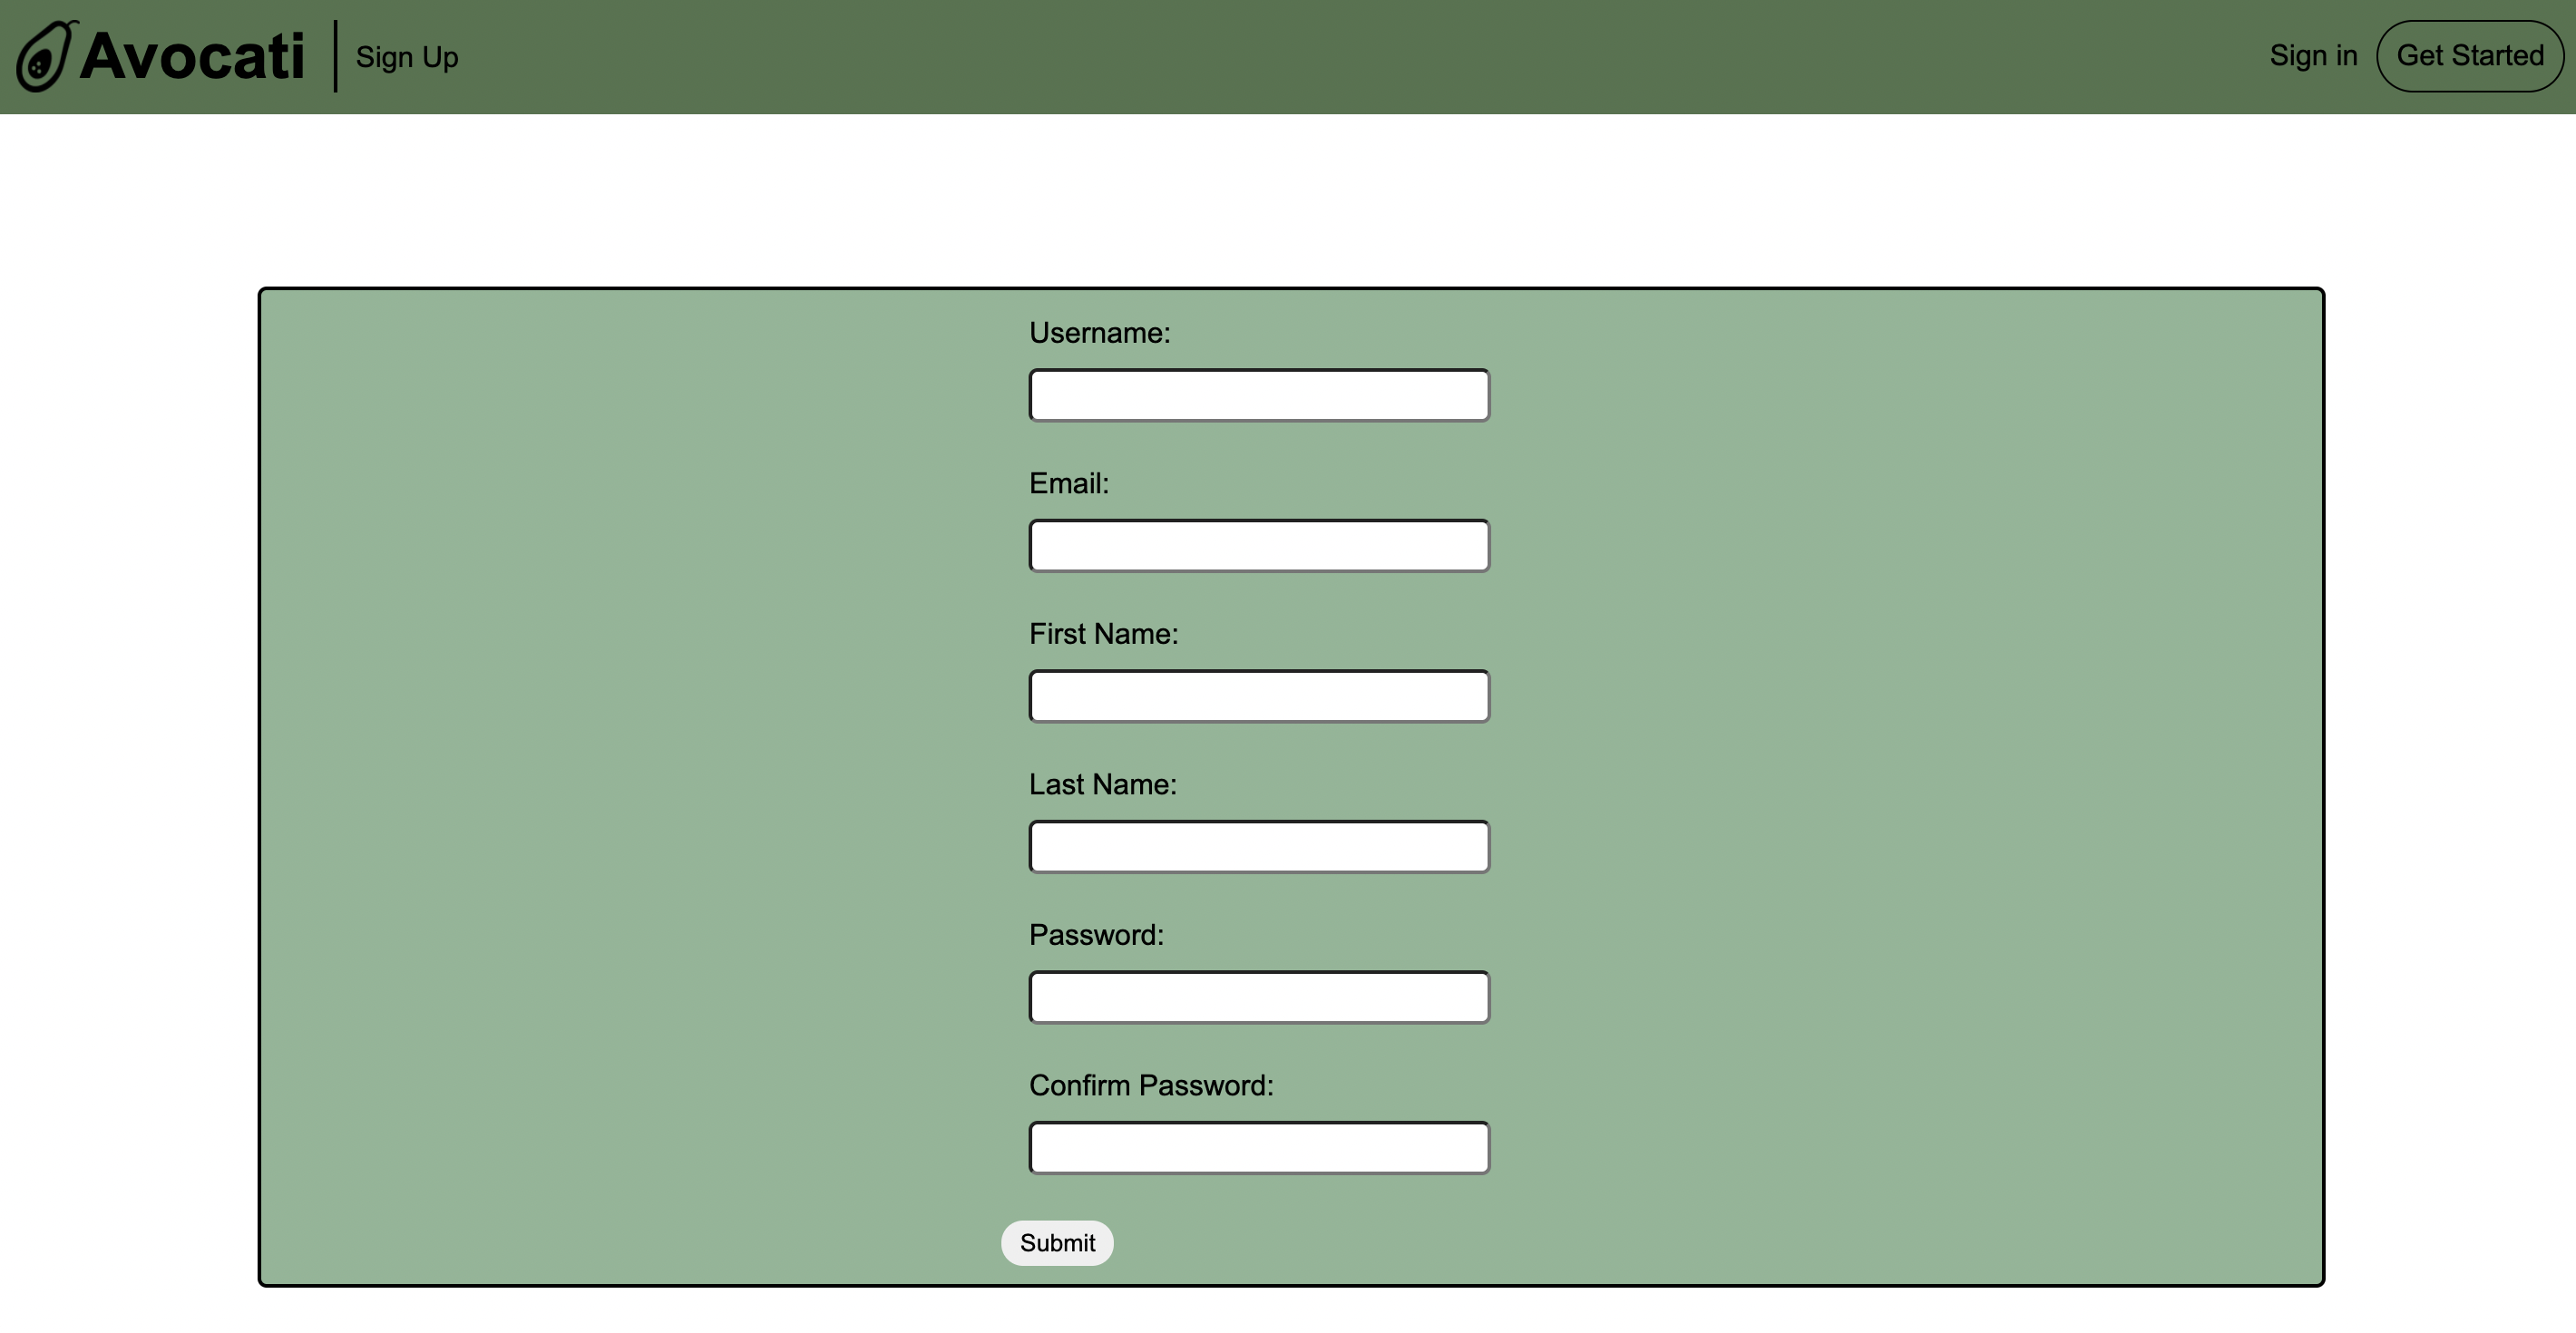 Avocati
Sign Up
Sign in
Get Started
Username:
Email:
First Name:
Last Name:
Password:
Confirm Password:
Submit